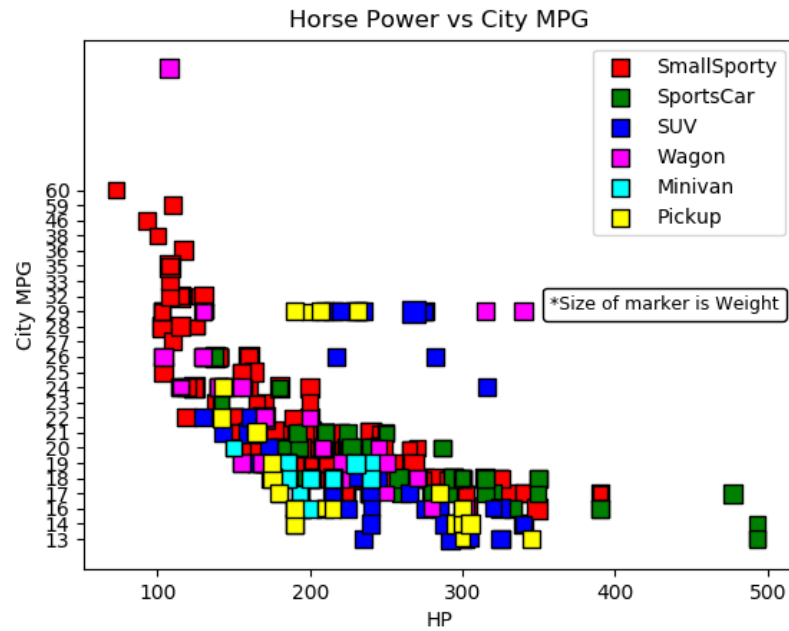 Horse Power vs City MPG
SmallSporty
SportsCar
SUV
Wagon
Minivan
Pickup
*Size of marker is Weight
City MPG
60
59
46
38
36
35
33
32
29
28
27
26
25
24
23
22
21
20
19
18
17
16
14
13
100
200
300
400
500
HP